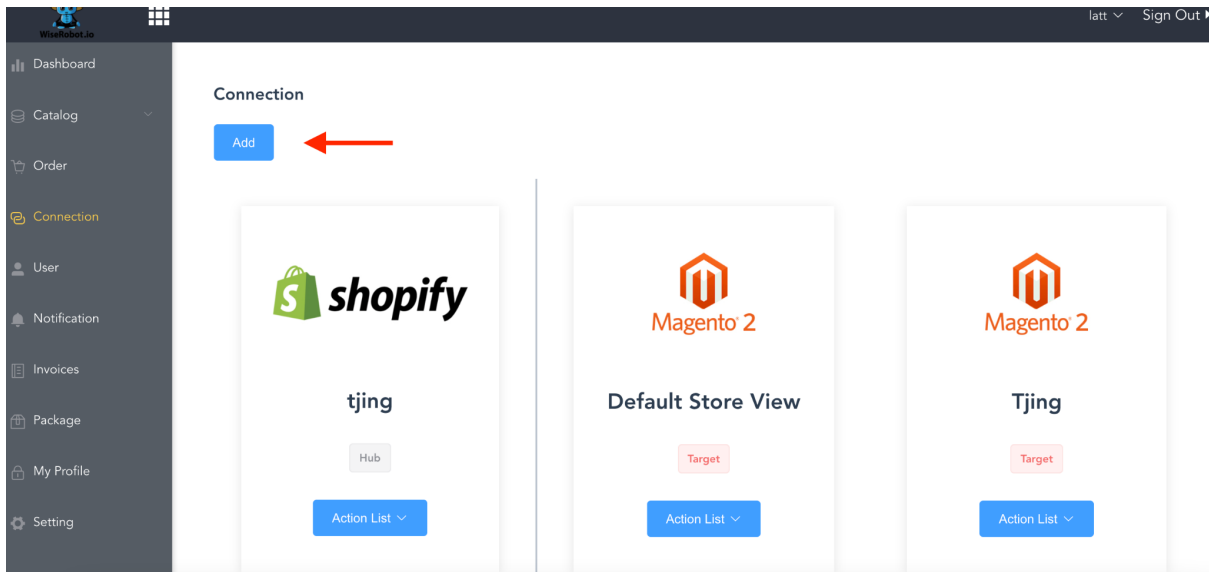 WiseRobot.io
latt
Sign Out
Dashboard
Catalog
Order
Connection
User
Notification
Invoices
Package
My Profile
Setting
Connection
Add
shopify
tjing
Hub
Action List
Magento 2
Default Store View
Target
Action List
Magento 2
Tjing
Target
Action List